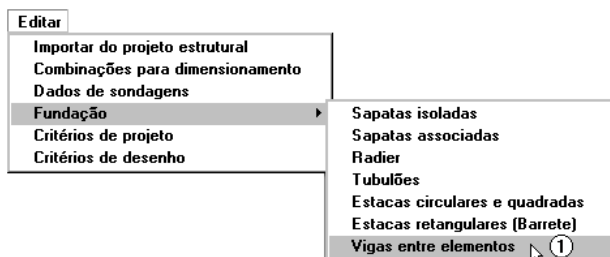 Editar
Importar do projeto estrutural
Combinações para dimensionamento
Dados de sondagens
Fundação
Critérios de projeto
Critérios de desenho
Sapatas isoladas
Sapatas associadas
Radier
Tubulões
Estacas circulares e quadradas
Estacas retangulares (Barrete)
Vigas entre elementos 1